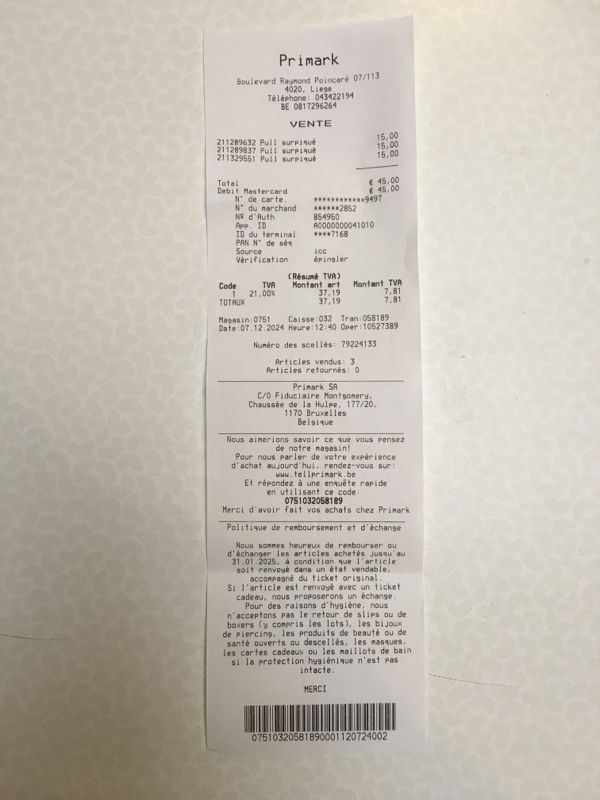 Primark
Boulevard Raymond Poincaré 07/113
4020, Liege
Téléphone: 043422194
BE 0817296264
VENTE
211289632 Pull surpiqué 15,00
211289837 Pull surpiqué 15,00
211329551 Pull surpiqué 15,00
Total € 45,00
Debit Mastercard € 45,00
N° de carte. ************9497
N° du marchand ******2852
Nº d'Auth 854950
App. ID A0000000041010
ID du terminal ****7168
PAN N° de séq
Source icc
Vérification épingler
(Résumé TVA)
Code TVA Montant art Montant TVA
1 21,00% 37,19 7,81
TOTAUX 37,19 7,81
Magasin:0751 Caisse:032 Tran:058189
Date:07.12.2024 Heure:12:40 Oper:10527389
Numéro des scellés: 79224133
Articles vendus: 3
Articles retournés: 0
Primark SA
C/O Fiduciaire Montgomery,
Chaussée de la Hulpe, 177/20,
1170 Bruxelles
Belgique
Nous aimerions savoir ce que vous pensez
de notre magasin!
Pour nous parler de votre expérience
d'achat aujourd'hui, rendez-vous sur:
www.tellprimark.be
Et répondez à une enquête rapide
en utilisant ce code:
0751032058189
Merci d'avoir fait vos achats chez Primark
Politique de remboursement et d'échange
Nous sommes heureux de rembourser ou
d'échanger les articles achetés jusqu'au
31.01.2025, à condition que l'article
soit renvoyé dans un état vendable,
accompagné du ticket original.
Si l'article est renvoyé avec un ticket
cadeau, nous proposerons un échange.
Pour des raisons d'hygiène, nous
n'acceptons pas le retour de slips ou de
boxers (y compris les lots), les bijoux
de piercing, les produits de beauté ou de
santé ouverts ou descellés, les masques,
les cartes cadeaux ou les maillots de bain
si la protection hygiénique n'est pas
intacte.
MERCI
07510320581890001120724002